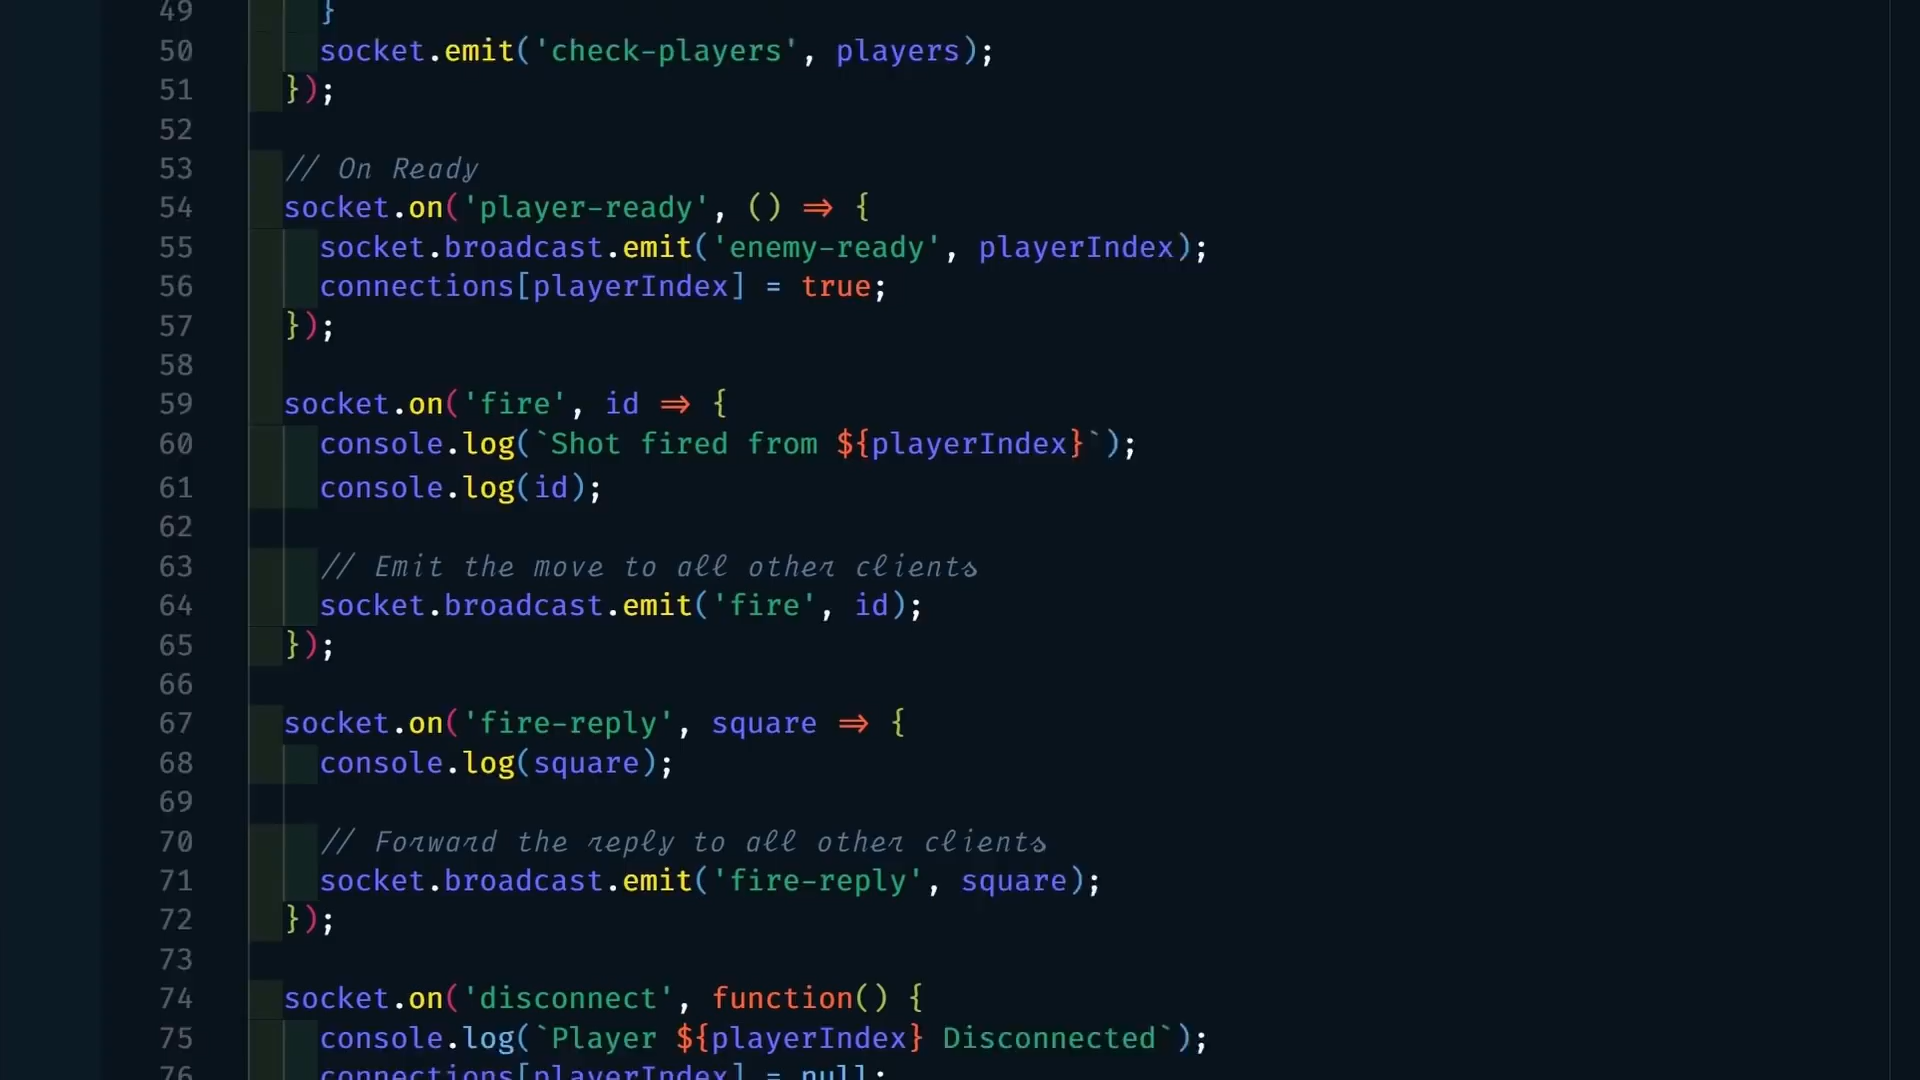 49 }
50 socket.emit('check-players', players);
51 });
52
53 // On Ready
54 socket.on('player-ready', () => {
55 socket.broadcast.emit('enemy-ready', playerIndex);
56 connections[playerIndex] = true;
57 });
58
59 socket.on('fire', id => {
60 console.log(`Shot fired from ${playerIndex}`);
61 console.log(id);
62
63 // Emit the move to all other clients
64 socket.broadcast.emit('fire', id);
65 });
66
67 socket.on('fire-reply', square => {
68 console.log(square);
69
70 // Forward the reply to all other clients
71 socket.broadcast.emit('fire-reply', square);
72 });
73
74 socket.on('disconnect', function() {
75 console.log(`Player ${playerIndex} Disconnected`);
76 connections[playerIndex] = null;